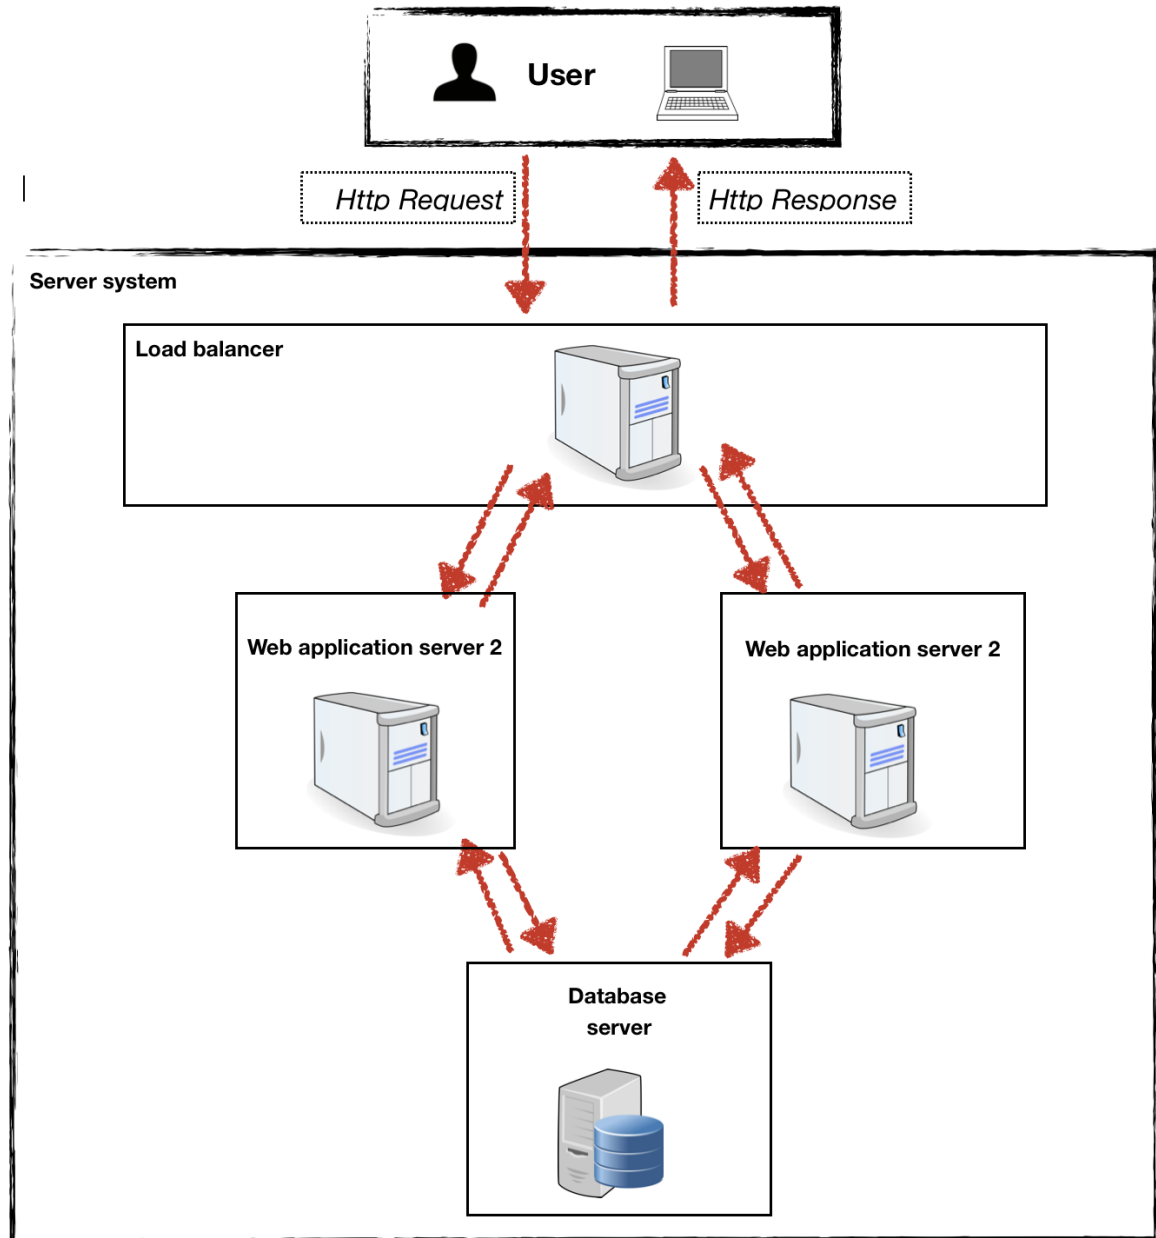 User
Http Request
Http Response
Server system
Load balancer
Web application server 2
Web application server 2
Database
server